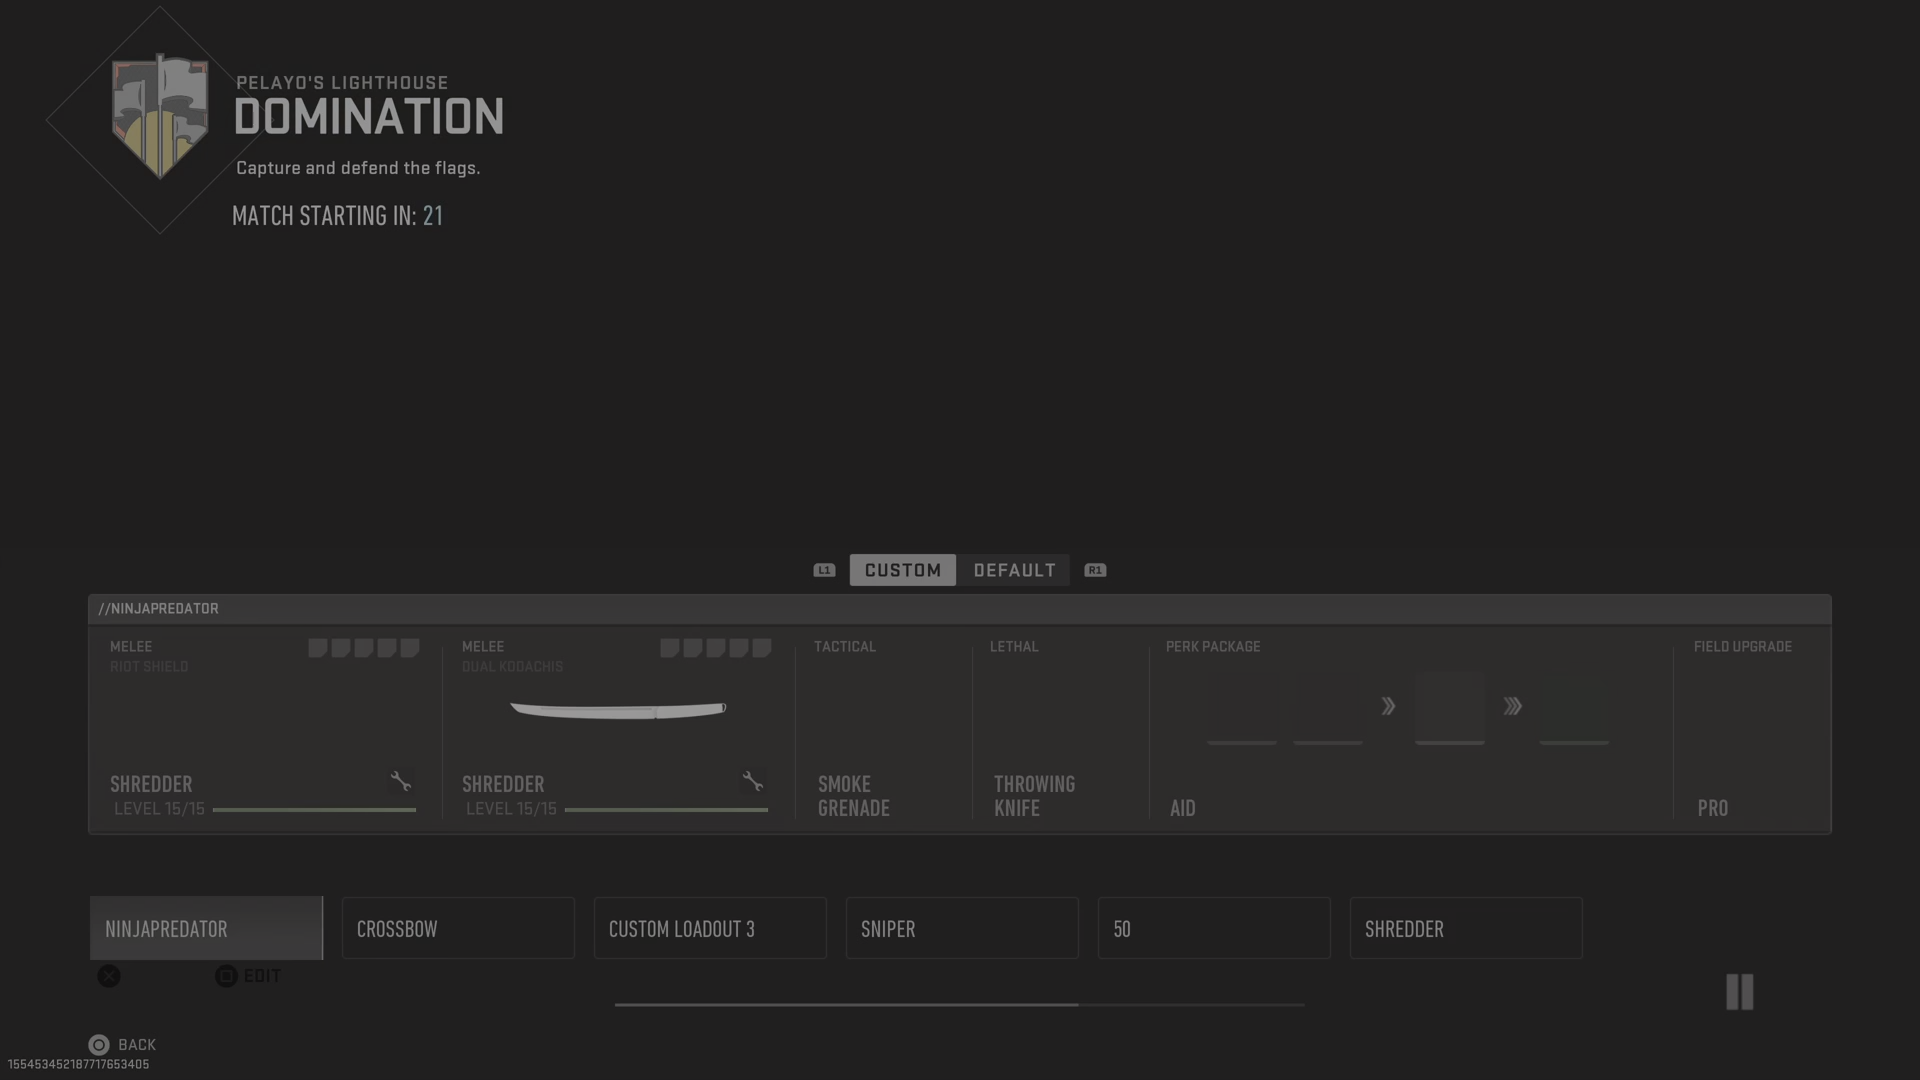 PELAYO'S LIGHTHOUSE
DOMINATION
Capture and defend the flags.
MATCH STARTING IN: 21
L1 CUSTOM DEFAULT R1
//NINJAPREDATOR
MELEE
RIOT SHIELD
SHREDDER
LEVEL 15/15
MELEE
DUAL KODACHIS
SHREDDER
LEVEL 15/15
TACTICAL
SMOKE
GRENADE
LETHAL
THROWING
KNIFE
PERK PACKAGE
AID
FIELD UPGRADE
PRO
NINJAPREDATOR
CROSSBOW
CUSTOM LOADOUT 3
SNIPER
50
SHREDDER
EDIT
BACK
155453452187717653405